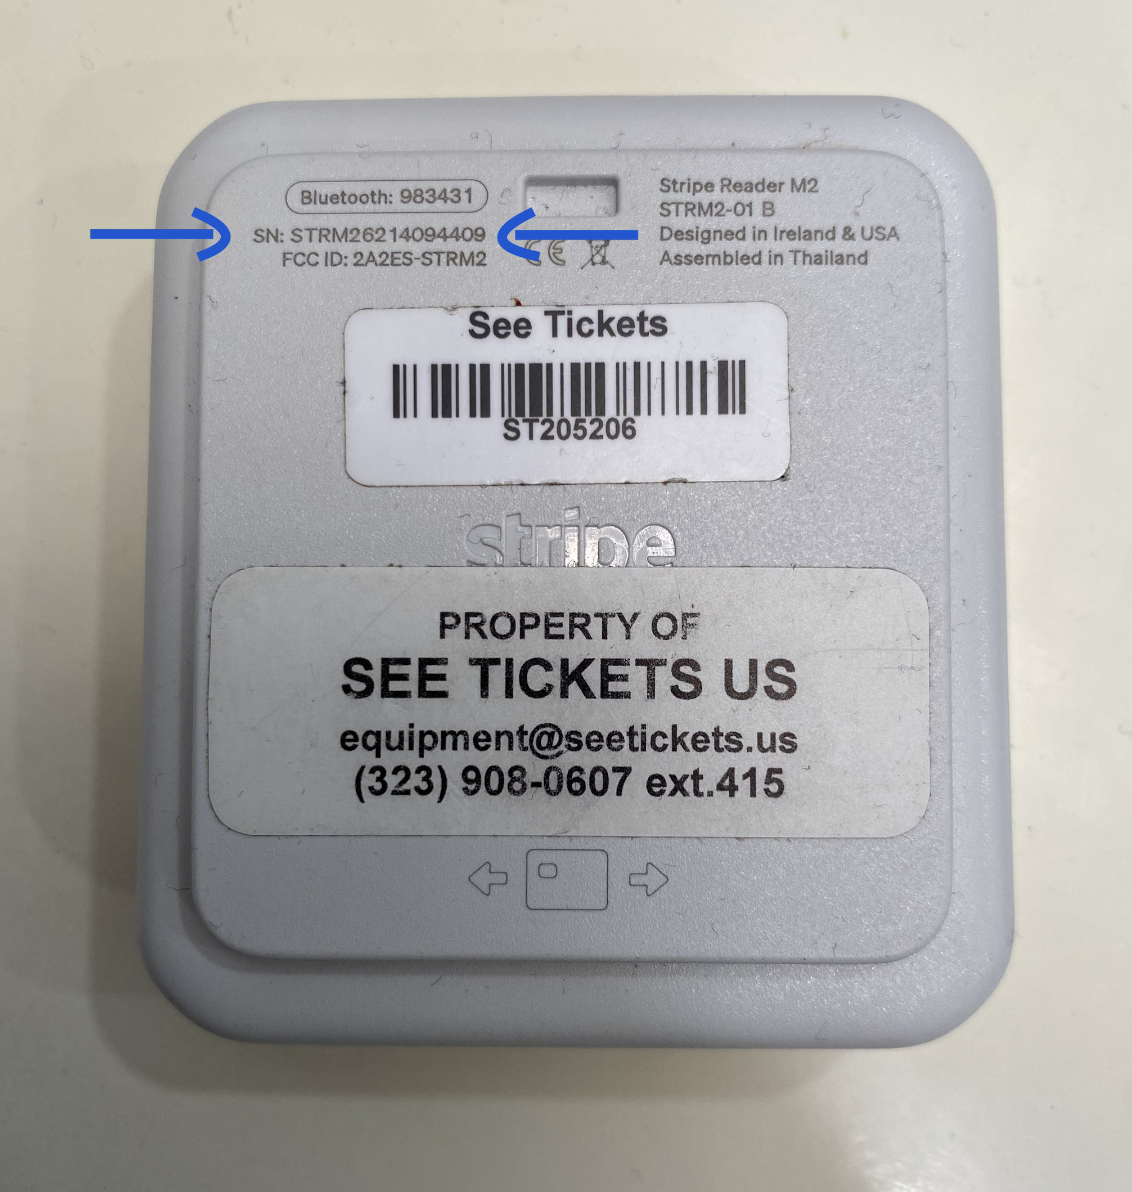 Bluetooth: 983431
SN: STRM26214094409
FCC ID: 2A2ES-STRM2
CE
Stripe Reader M2
STRM2-01 B
Designed in Ireland & USA
Assembled in Thailand
See Tickets
ST205206
stripe
PROPERTY OF
SEE TICKETS US
equipment@seetickets.us
(323) 908-0607 ext.415